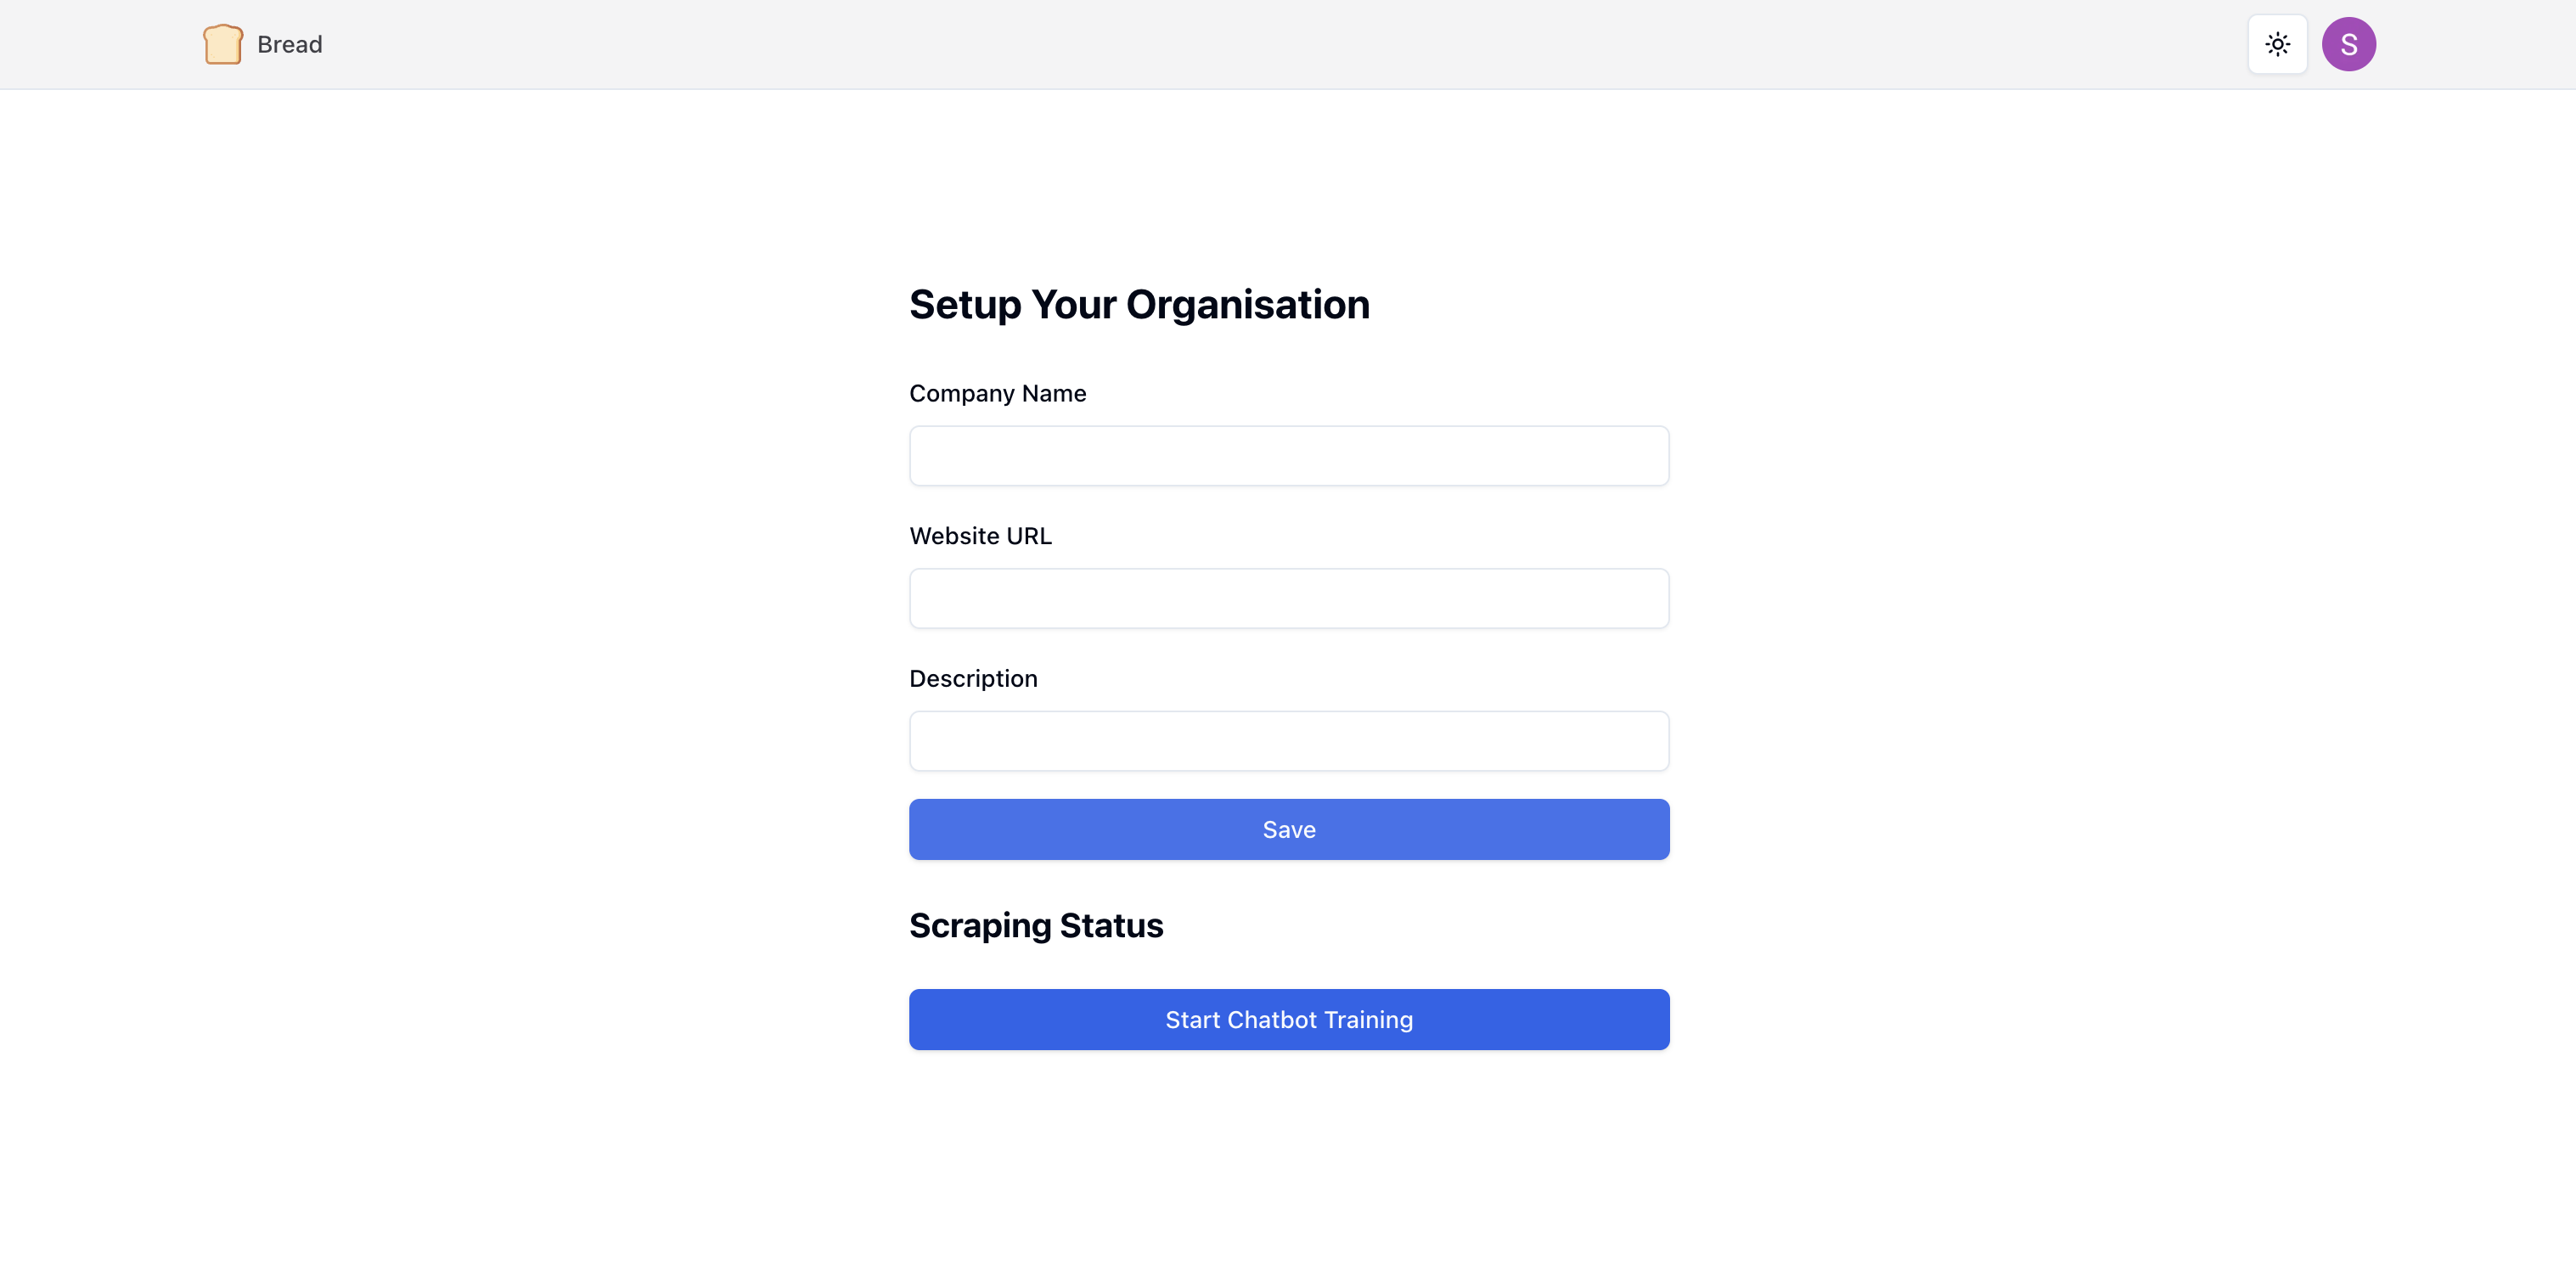 Bread
S
Setup Your Organisation
Company Name
Website URL
Description
Save
Scraping Status
Start Chatbot Training